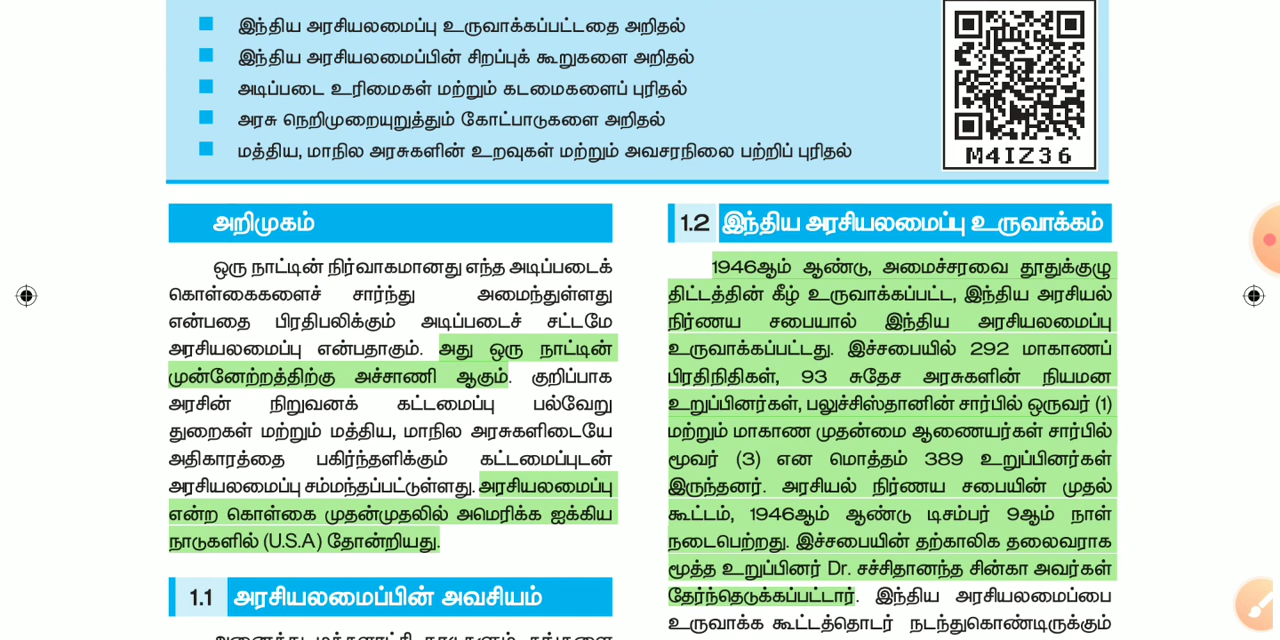 இந்திய அரசியலமைப்பு உருவாக்கப்பட்டதை அறிதல்
இந்திய அரசியலமைப்பின் சிறப்புக் கூறுகளை அறிதல்
அடிப்படை உரிமைகள் மற்றும் கடமைகளைப் புரிதல்
அரசு நெறிமுறையுறுத்தும் கோட்பாடுகளை அறிதல்
மத்திய, மாநில அரசுகளின் உறவுகள் மற்றும் அவசரநிலை பற்றிப் புரிதல்
M4IZ36
அறிமுகம்
ஒரு நாட்டின் நிர்வாகமானது எந்த அடிப்படைக்
கொள்கைகளைச் சார்ந்து அமைந்துள்ளது
என்பதை பிரதிபலிக்கும் அடிப்படைச் சட்டமே
அரசியலமைப்பு என்பதாகும். அது ஒரு நாட்டின்
முன்னேற்றத்திற்கு அச்சாணி ஆகும். குறிப்பாக
அரசின் நிறுவனக் கட்டமைப்பு பல்வேறு
துறைகள் மற்றும் மத்திய, மாநில அரசுகளிடையே
அதிகாரத்தை பகிர்ந்தளிக்கும் கட்டமைப்புடன்
அரசியலமைப்பு சம்மந்தப்பட்டுள்ளது. அரசியலமைப்பு
என்ற கொள்கை முதன்முதலில் அமெரிக்க ஐக்கிய
நாடுகளில் (U.S.A) தோன்றியது.
1.1 அரசியலமைப்பின் அவசியம்
1.2 இந்திய அரசியலமைப்பு உருவாக்கம்
1946ஆம் ஆண்டு, அமைச்சரவை தூதுக்குழு
திட்டத்தின் கீழ் உருவாக்கப்பட்ட, இந்திய அரசியல்
நிர்ணய சபையால் இந்திய அரசியலமைப்பு
உருவாக்கப்பட்டது. இச்சபையில் 292 மாகாணப்
பிரதிநிதிகள், 93 சுதேச அரசுகளின் நியமன
உறுப்பினர்கள், பலுச்சிஸ்தானின் சார்பில் ஒருவர் (1)
மற்றும் மாகாண முதன்மை ஆணையர்கள் சார்பில்
மூவர் (3) என மொத்தம் 389 உறுப்பினர்கள்
இருந்தனர். அரசியல் நிர்ணய சபையின் முதல்
கூட்டம், 1946ஆம் ஆண்டு டிசம்பர் 9ஆம் நாள்
நடைபெற்றது. இச்சபையின் தற்காலிக தலைவராக
மூத்த உறுப்பினர் Dr. சச்சிதானந்த சின்கா அவர்கள்
தேர்ந்தெடுக்கப்பட்டார். இந்திய அரசியலமைப்பை
உருவாக்க கூட்டத்தொடர் நடந்துகொண்டிருக்கும்